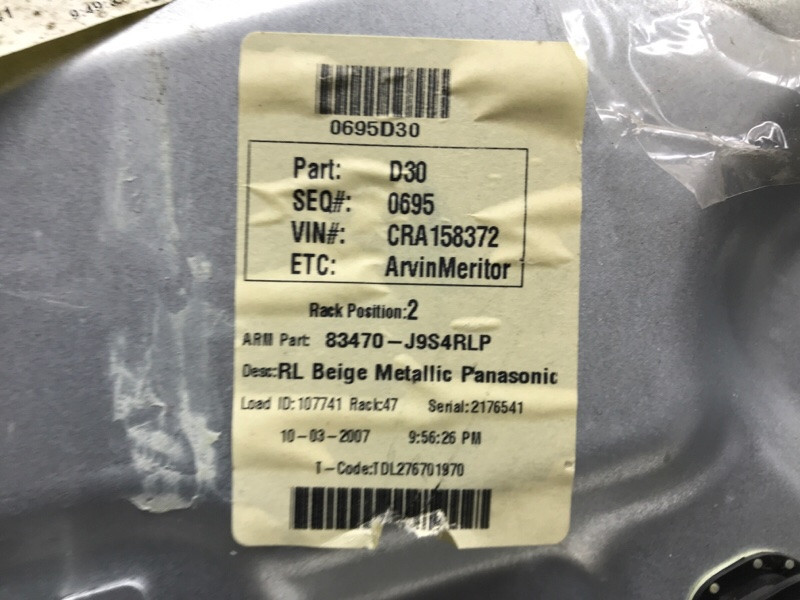 0695D30
Part: D30
SEQ#: 0695
VIN#: CRA158372
ETC: ArvinMeritor
Rack Position:2
ARM Part: 83470-J9S4RLP
Desc:RL Beige Metallic Panasonic
Load ID:107741 Rack:47 Serial:2176541
10-03-2007 9:56:26 PM
T-Code:TDL276701970